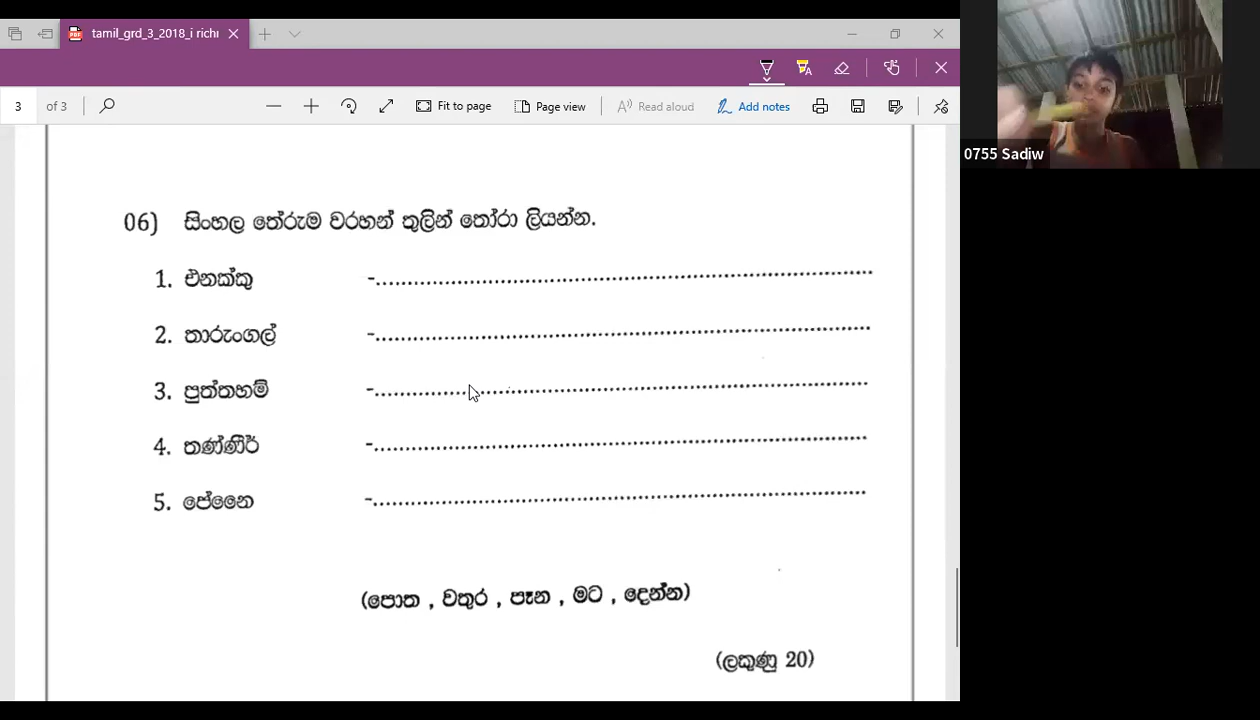 tamil_grd_3_2018_i richı
3 of 3 Fit to page Page view Read aloud Add notes
0755 Sadiw
06) සිංහල තේරුම වරහන් තුලින් තෝරා ලියන්න.
1. එනක්කු -
2. තාරුංගල් -
3. පුත්තහම් -
4. තණ්ණීර් -
5. පේනෛ -
(පොත , වතුර , පෑන , මට , දෙන්න)
(ලකුණු 20)